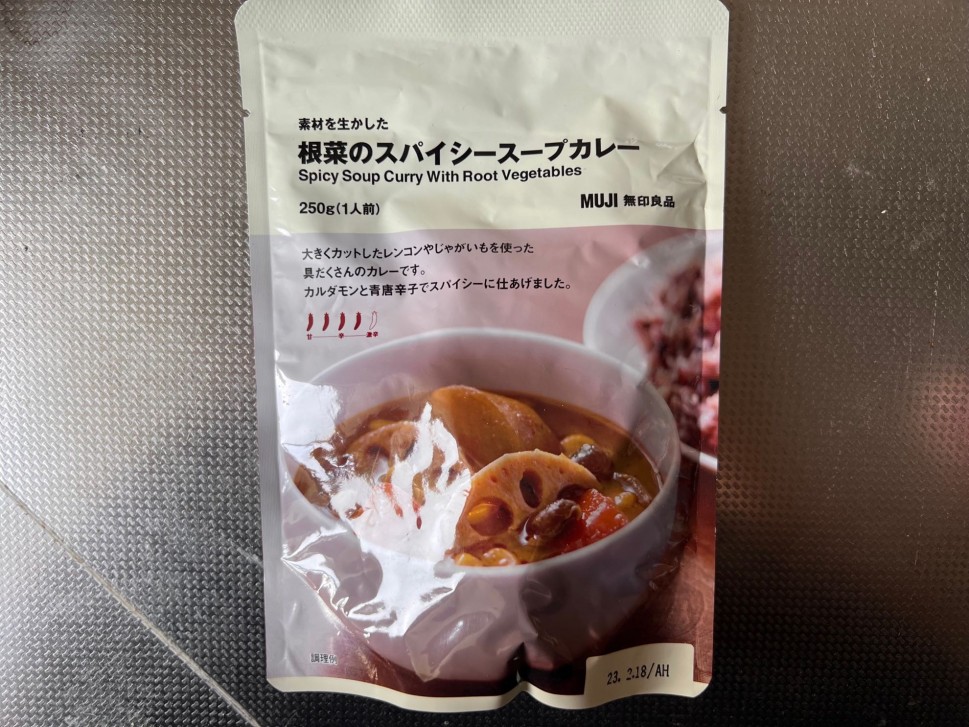 素材を生かした
根菜のスパイシースープカレー
Spicy Soup Curry With Root Vegetables
250g(1人前)
MUJI 無印良品
大きくカットしたレンコンやじゃがいもを使った
具だくさんのカレーです。
カルダモンと青唐辛子でスパイシーに仕あげました。
甘 辛 激辛
調理例
23. 2.18/AH